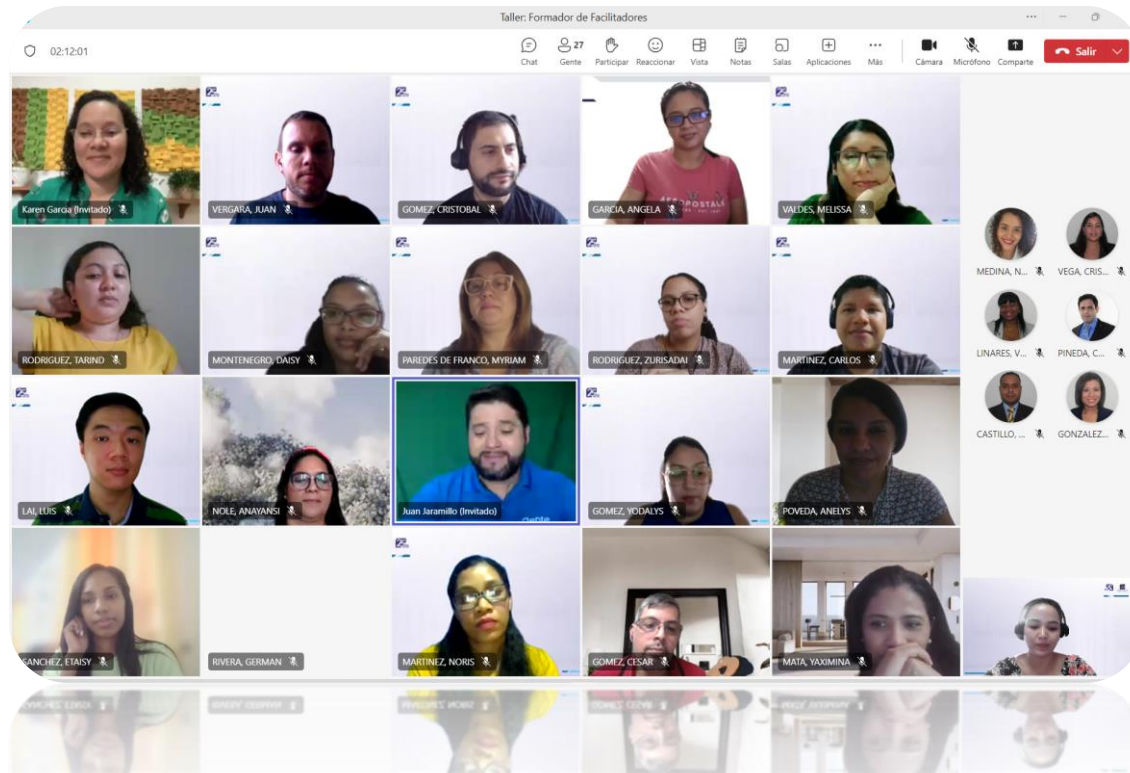 Taller: Formador de Facilitadores
02:12:01
27
Chat Gente Participar Reaccionar Vista Notas Salas Aplicaciones Más Cámara Micrófono Comparte Salir
Karen Garcia (Invitado)
VERGARA, JUAN
GOMEZ, CRISTOBAL
GARCIA, ANGELA
AEROPOSTALE
VALDES, MELISSA
MEDINA, N...
VEGA, CRIS...
RODRIGUEZ, TARIND
MONTENEGRO, DAISY
PAREDES DE FRANCO, MYRIAM
RODRIGUEZ, ZURISADAI
MARTINEZ, CARLOS
LINARES, V...
PINEDA, C...
CASTILLO, ...
GONZALEZ...
LAI, LUIS
NOLE, ANAYANSI
Juan Jaramillo (Invitado)
GOMEZ, YODALYS
POVEDA, ANELYS
SANCHEZ, ETAISY
RIVERA, GERMAN
MARTINEZ, NORIS
GOMEZ, CESAR
MATA, YAXIMINA